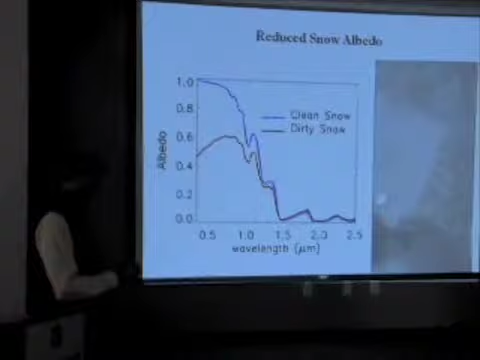 Reduced Snow Albedo
1.0
0.8
0.6
0.4
0.2
0.0
Albedo
Clean Snow
Dirty Snow
0.5 1.0 1.5 2.0 2.5
wavelength (μm)